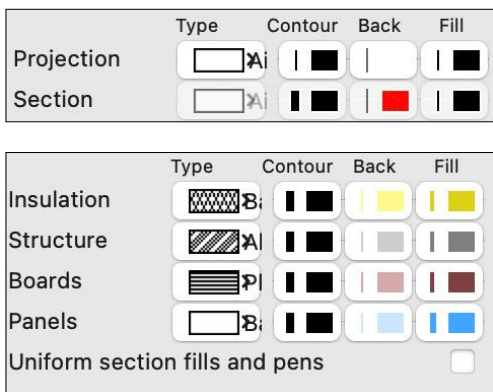 Type Contour Back Fill
Projection
Section
Type Contour Back Fill
Insulation
Structure
Boards
Panels
Uniform section fills and pens